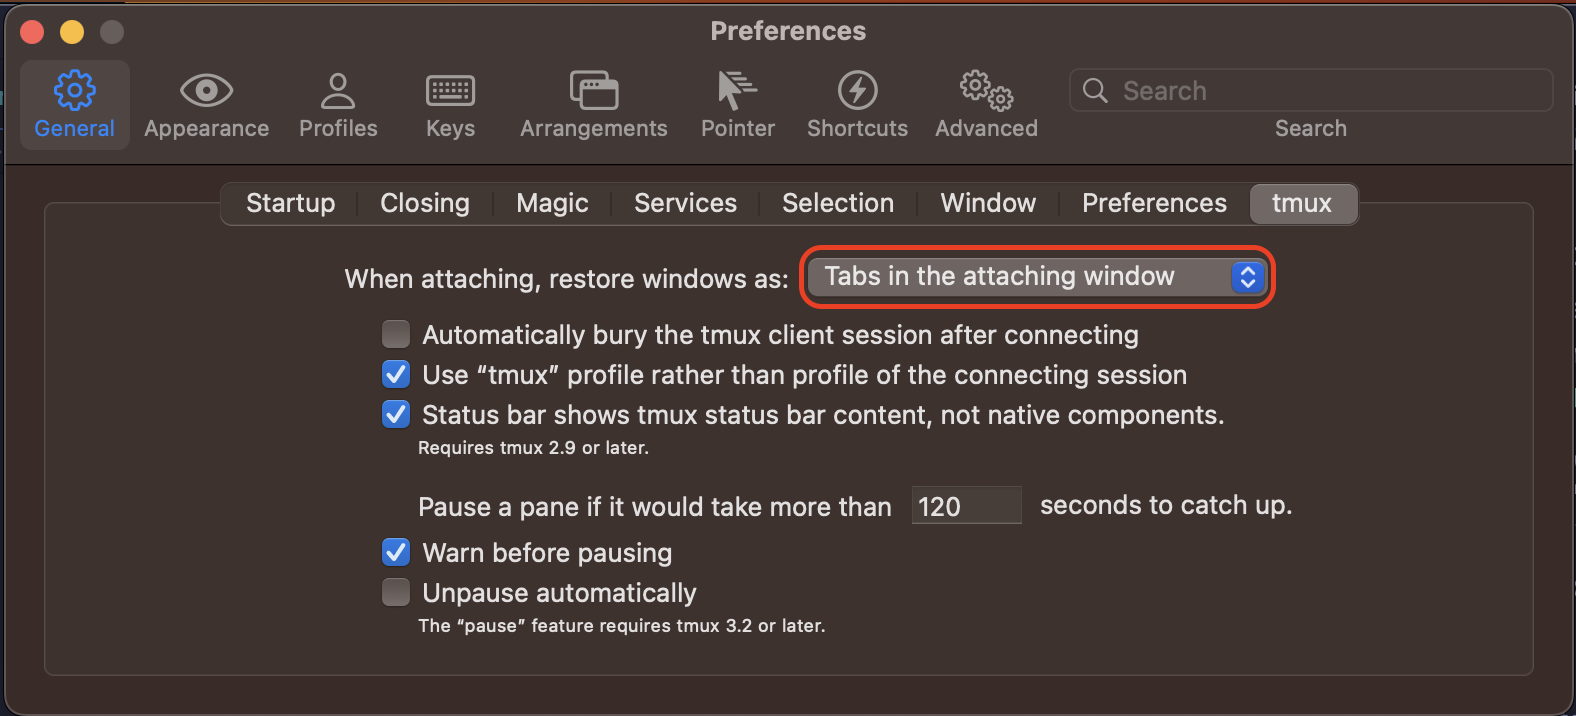 Preferences
General Appearance Profiles Keys Arrangements Pointer Shortcuts Advanced Search
Search
Startup Closing Magic Services Selection Window Preferences tmux
When attaching, restore windows as: Tabs in the attaching window
Automatically bury the tmux client session after connecting
Use “tmux” profile rather than profile of the connecting session
Status bar shows tmux status bar content, not native components.
Requires tmux 2.9 or later.
Pause a pane if it would take more than 120 seconds to catch up.
Warn before pausing
Unpause automatically
The “pause” feature requires tmux 3.2 or later.